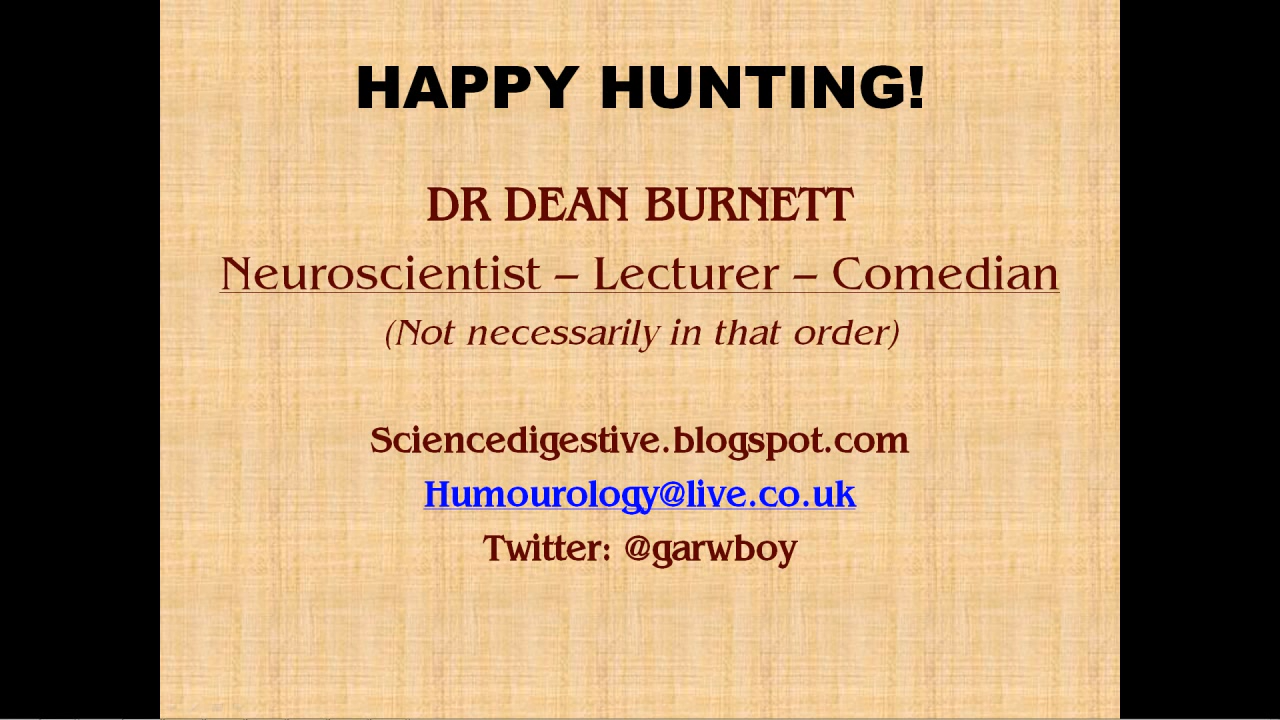 HAPPY HUNTING!
DR DEAN BURNETT
Neuroscientist – Lecturer – Comedian
(Not necessarily in that order)
Sciencedigestive.blogspot.com
Humourology@live.co.uk
Twitter: @garwboy